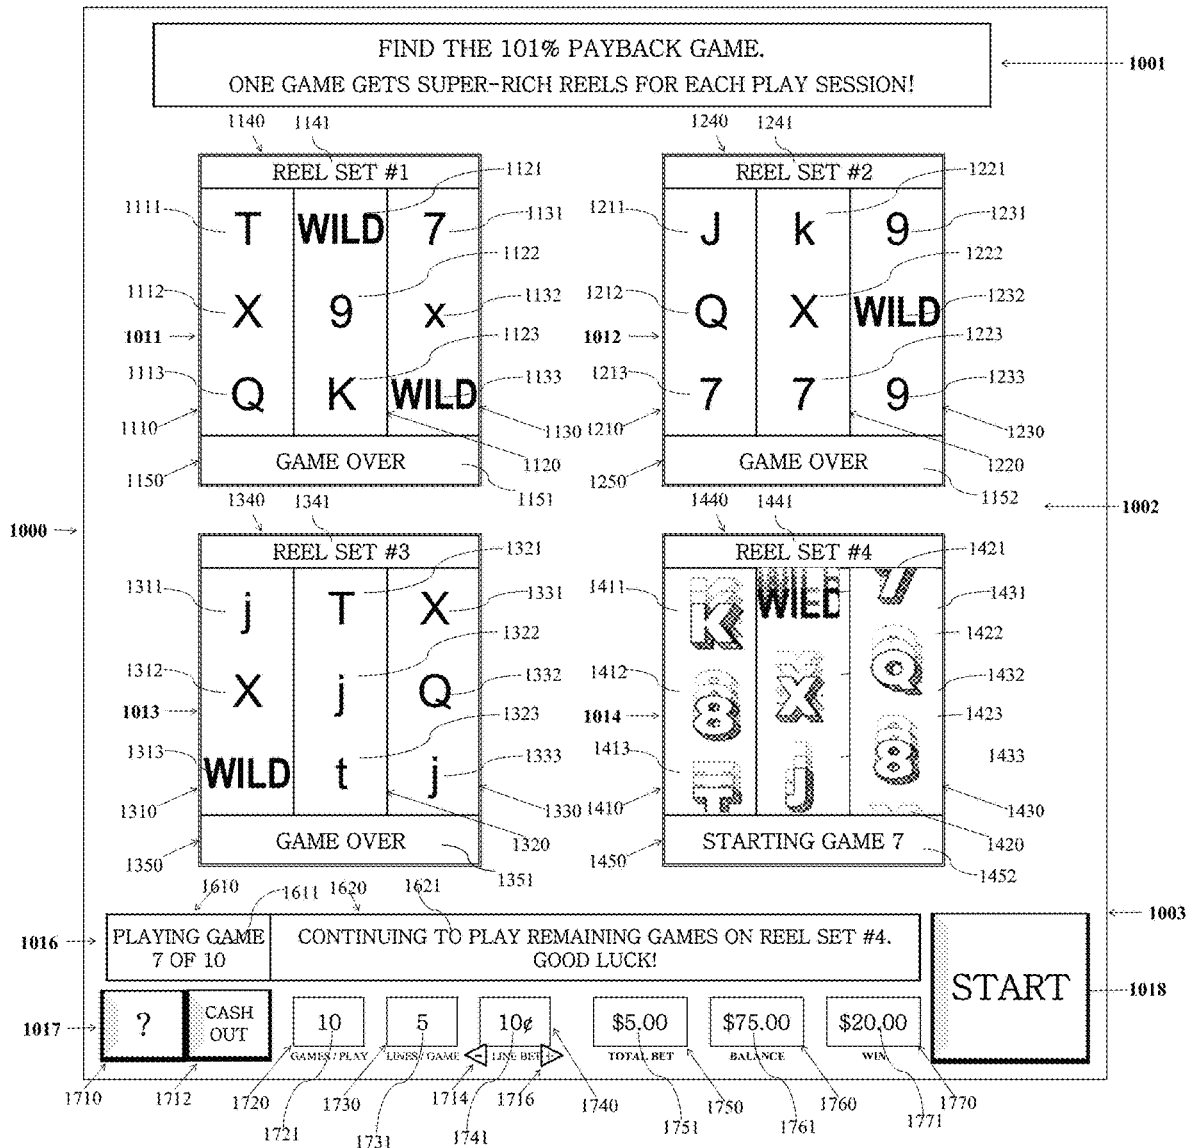 FIND THE 101% PAYBACK GAME.
ONE GAME GETS SUPER-RICH REELS FOR EACH PLAY SESSION!
1001
1140 1141 1240 1241
REEL SET #1 1121 REEL SET #2 1221
1111 T WILD 7 1131 1211 J k 9 1231
1122 1222
1112 X 9 x 1132 1212 Q X WILD 1232
1011 1123 1012 1223
1113 Q K WILD 1133 1213 7 7 9 1233
1110 1130 1210 1230
GAME OVER 1120 GAME OVER 1220
1150 1151 1250 1152
1340 1341 1440 1441 1002
1000
REEL SET #3 1321 REEL SET #4 1421
1311 j T X 1331 1411 K WILD 7 1431
1322 1422
1312 X j Q 1332 1412 8 X Q 1432
1013 1323 1014 1423
1313 WILD t j 1333 1413 T J 8 1433
1310 1330 1410 1430
GAME OVER 1320 STARTING GAME 7 1420
1350 1351 1450 1452
1610 1611 1620 1621
1003
1016 PLAYING GAME CONTINUING TO PLAY REMAINING GAMES ON REEL SET #4.
7 OF 10 GOOD LUCK!
START 1018
1017 ? CASH OUT 10 5 10¢ $5.00 $75.00 $20.00
GAMES / PLAY LINES / GAME - LINE BET + TOTAL BET BALANCE WIN
1710 1712 1720 1730 1714 1716 1740 1750 1760 1770
1721 1731 1741 1751 1761 1771